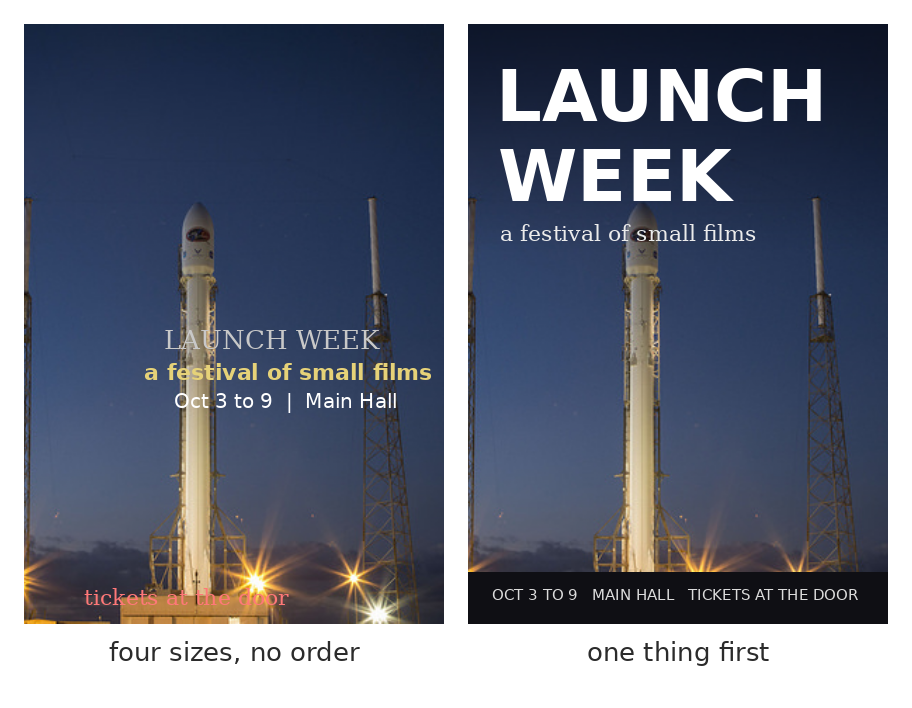 LAUNCH WEEK
a festival of small films
Oct 3 to 9 | Main Hall
tickets at the door
four sizes, no order
LAUNCH
WEEK
a festival of small films
OCT 3 TO 9 MAIN HALL TICKETS AT THE DOOR
one thing first